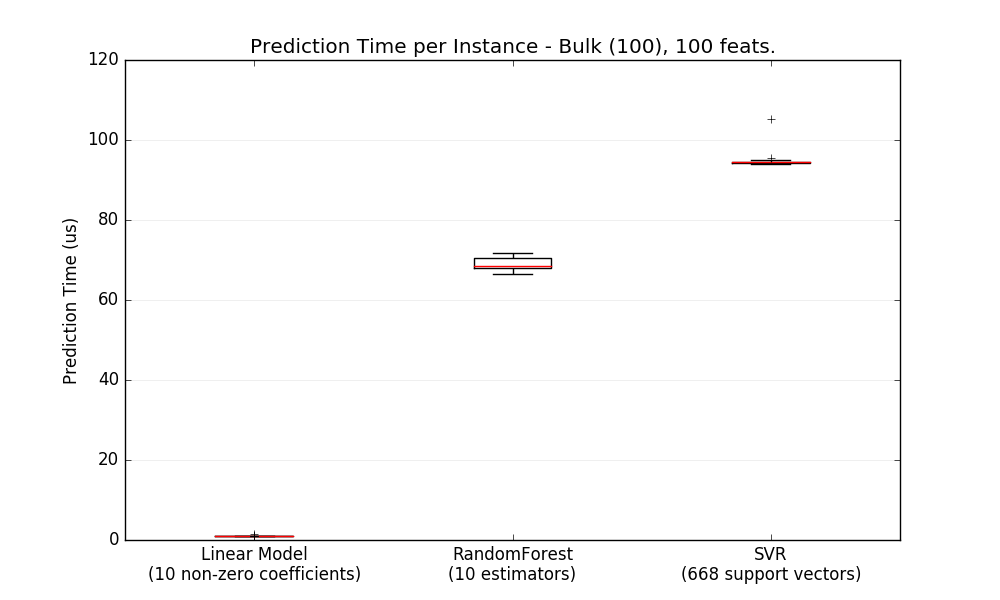 Prediction Time per Instance - Bulk (100), 100 feats.
120
100
80
60
40
20
0
Prediction Time (us)
Linear Model
(10 non-zero coefficients)
RandomForest
(10 estimators)
SVR
(668 support vectors)